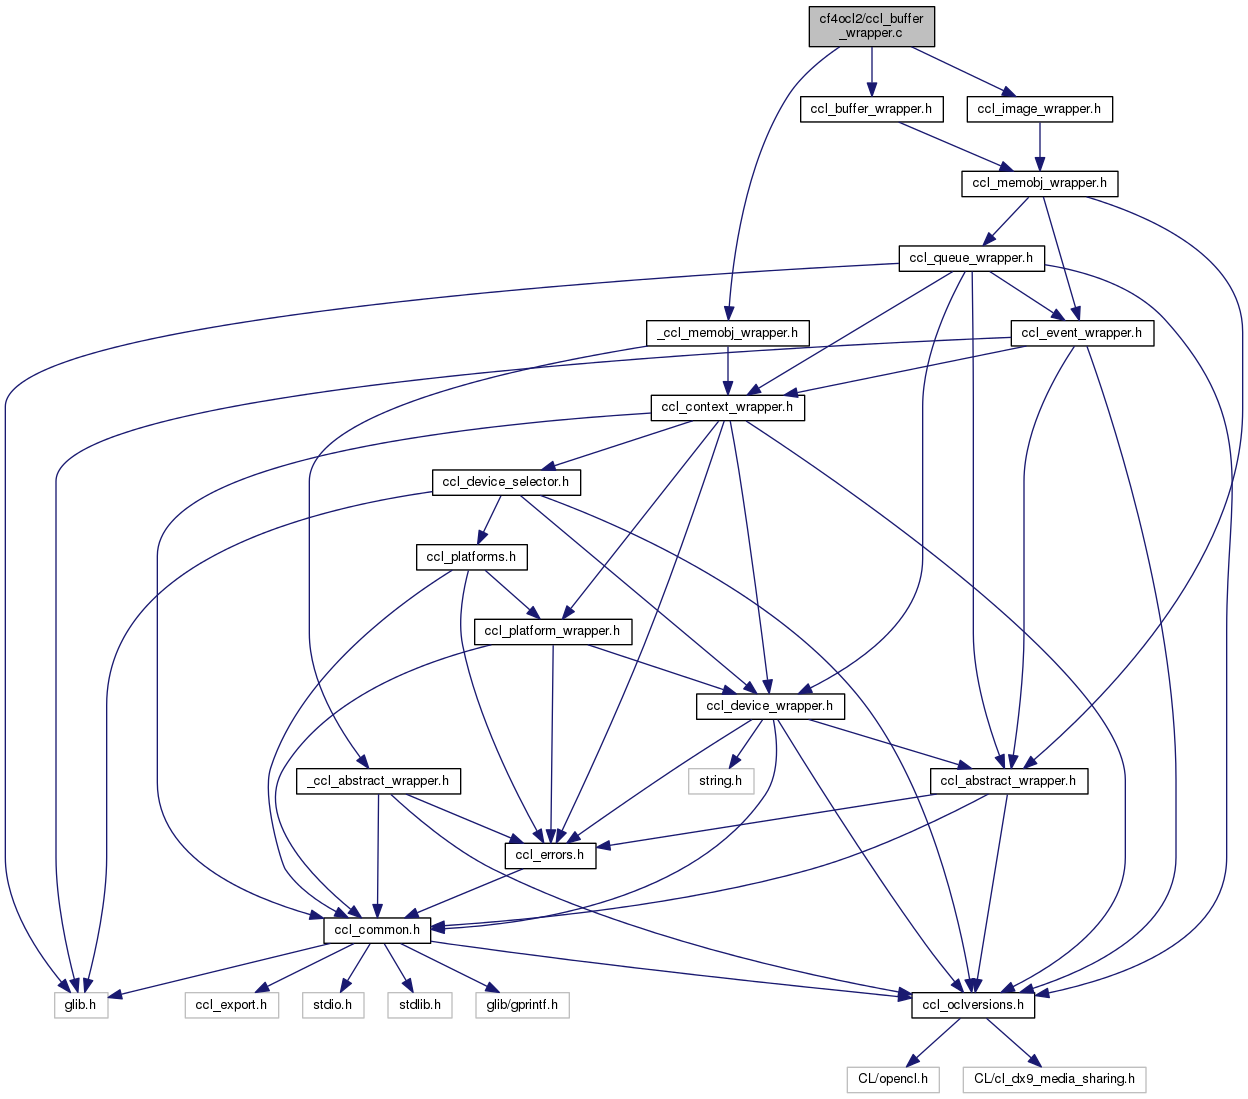 cf4ocl2/ccl_buffer
_wrapper.c
ccl_buffer_wrapper.h
ccl_image_wrapper.h
ccl_memobj_wrapper.h
ccl_queue_wrapper.h
_ccl_memobj_wrapper.h
ccl_event_wrapper.h
ccl_context_wrapper.h
ccl_device_selector.h
ccl_platforms.h
ccl_platform_wrapper.h
ccl_device_wrapper.h
_ccl_abstract_wrapper.h
string.h
ccl_abstract_wrapper.h
ccl_errors.h
ccl_common.h
glib.h
ccl_export.h
stdio.h
stdlib.h
glib/gprintf.h
ccl_oclversions.h
CL/opencl.h
CL/cl_dx9_media_sharing.h